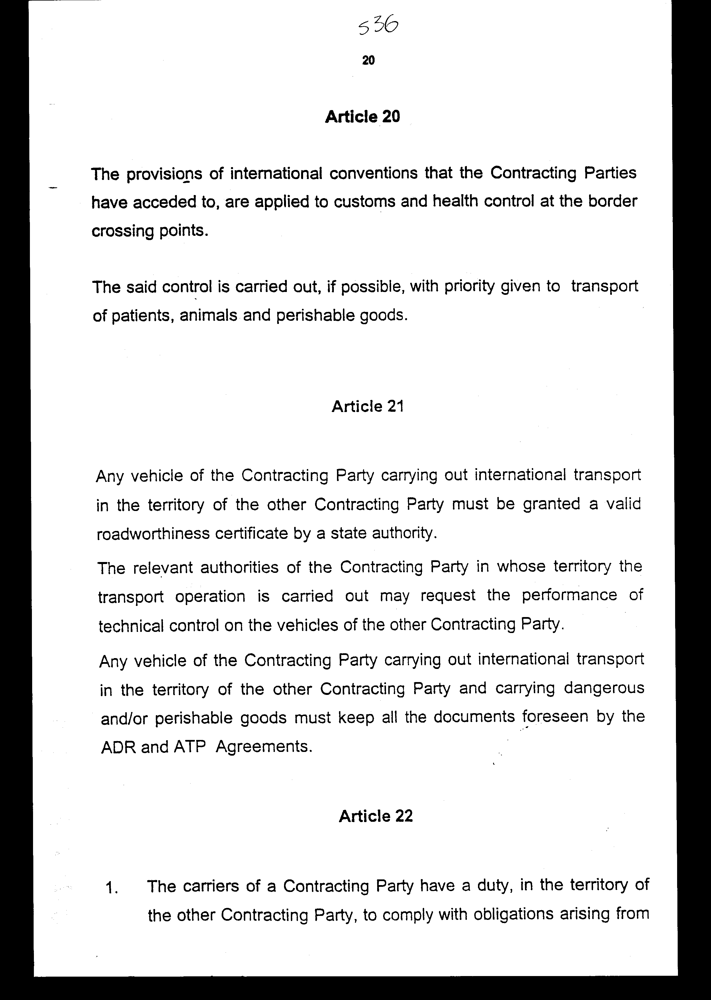 536
20
Article 20
The provisions of international conventions that the Contracting Parties
have acceded to, are applied to customs and health control at the border
crossing points.
The said control is carried out, if possible, with priority given to transport
of patients, animals and perishable goods.
Article 21
Any vehicle of the Contracting Party carrying out international transport
in the territory of the other Contracting Party must be granted a valid
roadworthiness certificate by a state authority.
The relevant authorities of the Contracting Party in whose territory the
transport operation is carried out may request the performance of
technical control on the vehicles of the other Contracting Party.
Any vehicle of the Contracting Party carrying out international transport
in the territory of the other Contracting Party and carrying dangerous
and/or perishable goods must keep all the documents foreseen by the
ADR and ATP Agreements.
Article 22
1. The carriers of a Contracting Party have a duty, in the territory of
the other Contracting Party, to comply with obligations arising from